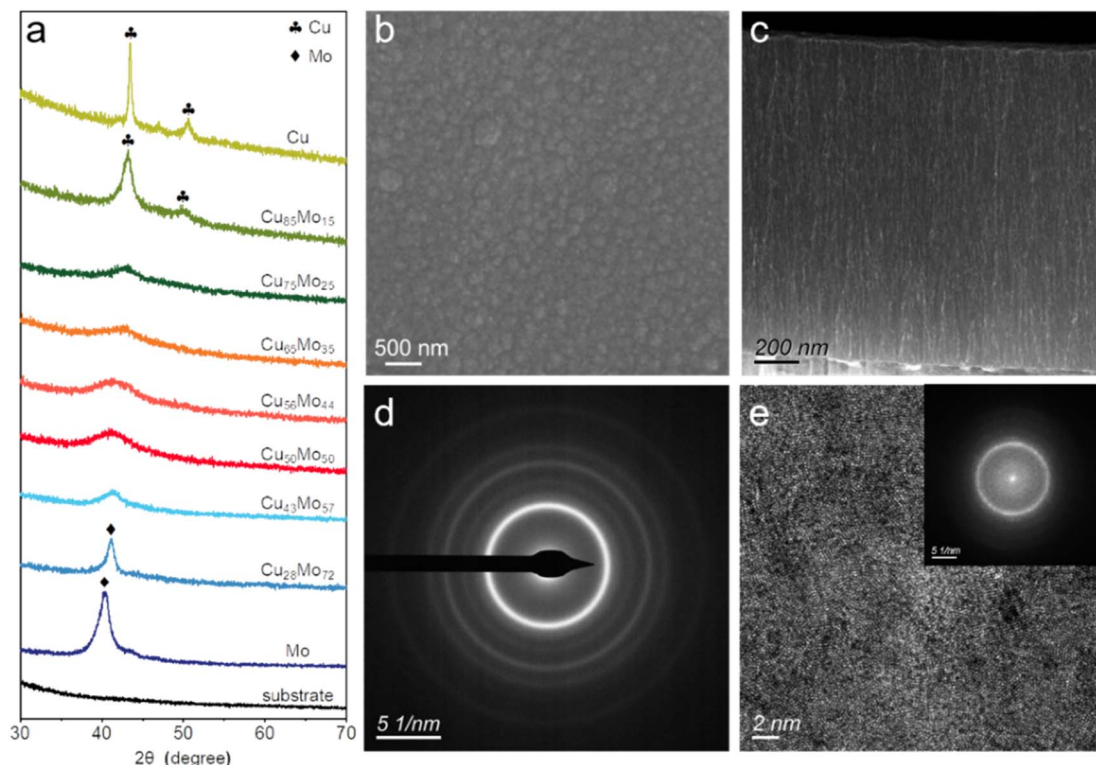 a
♣ Cu
♦ Mo
Cu
Cu₈₅Mo₁₅
Cu₇₅Mo₂₅
Cu₆₅Mo₃₅
Cu₅₆Mo₄₄
Cu₅₀Mo₅₀
Cu₄₃Mo₅₇
Cu₂₈Mo₇₂
Mo
substrate
30 40 50 60 70
2θ (degree)
b
500 nm
c
200 nm
d
5 1/nm
e
5 1/nm
2 nm